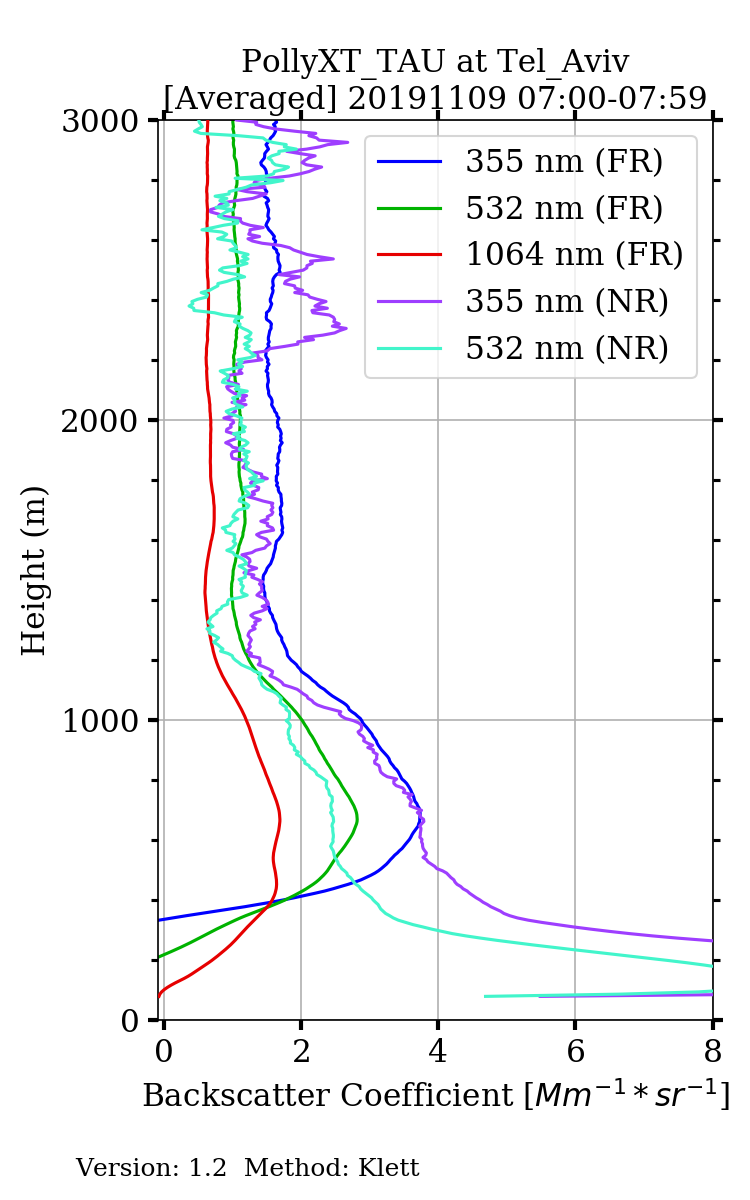 PollyXT_TAU at Tel_Aviv
[Averaged] 20191109 07:00-07:59
3000
355 nm (FR)
532 nm (FR)
1064 nm (FR)
355 nm (NR)
532 nm (NR)
2000
Height (m)
1000
0
0 2 4 6 8
Backscatter Coefficient [Mm⁻¹ * sr⁻¹]
Version: 1.2 Method: Klett